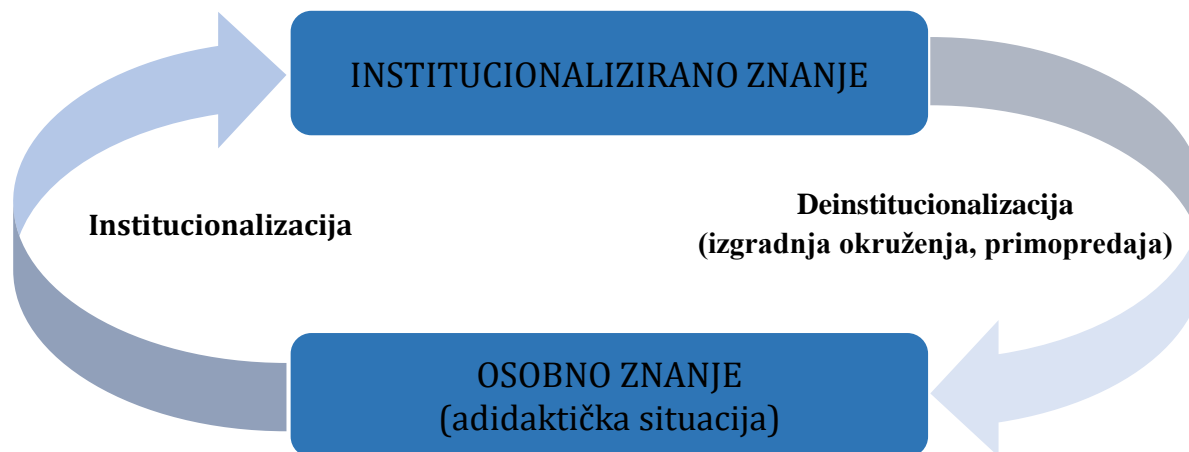 INSTITUCIONALIZIRANO ZNANJE
Institucionalizacija
Deinstitucionalizacija
(izgradnja okruženja, primopredaja)
OSOBNO ZNANJE
(adidaktička situacija)